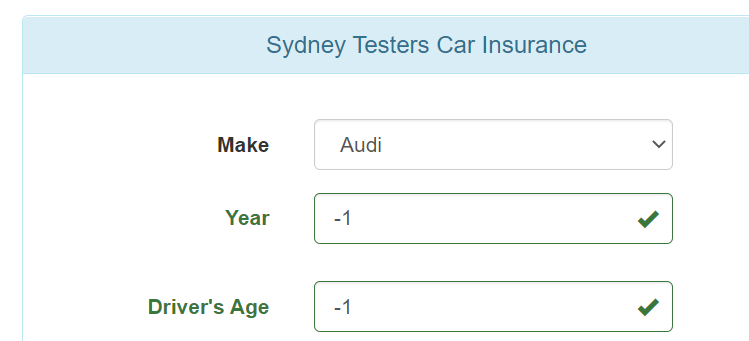 Sydney Testers Car Insurance
Make Audi
Year -1
Driver's Age -1